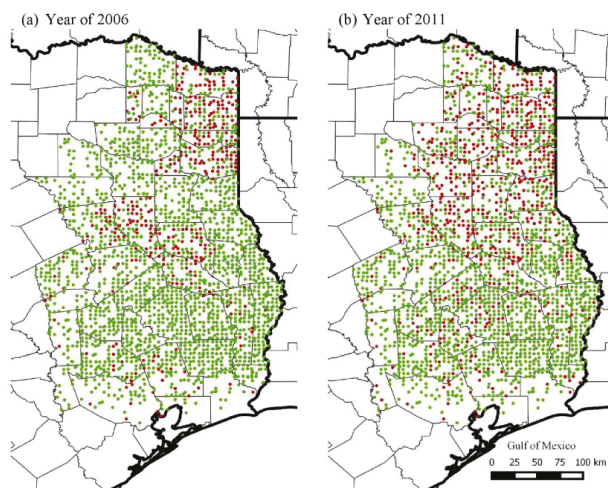 (a) Year of 2006
(b) Year of 2011
Gulf of Mexico
0 25 50 75 100 km